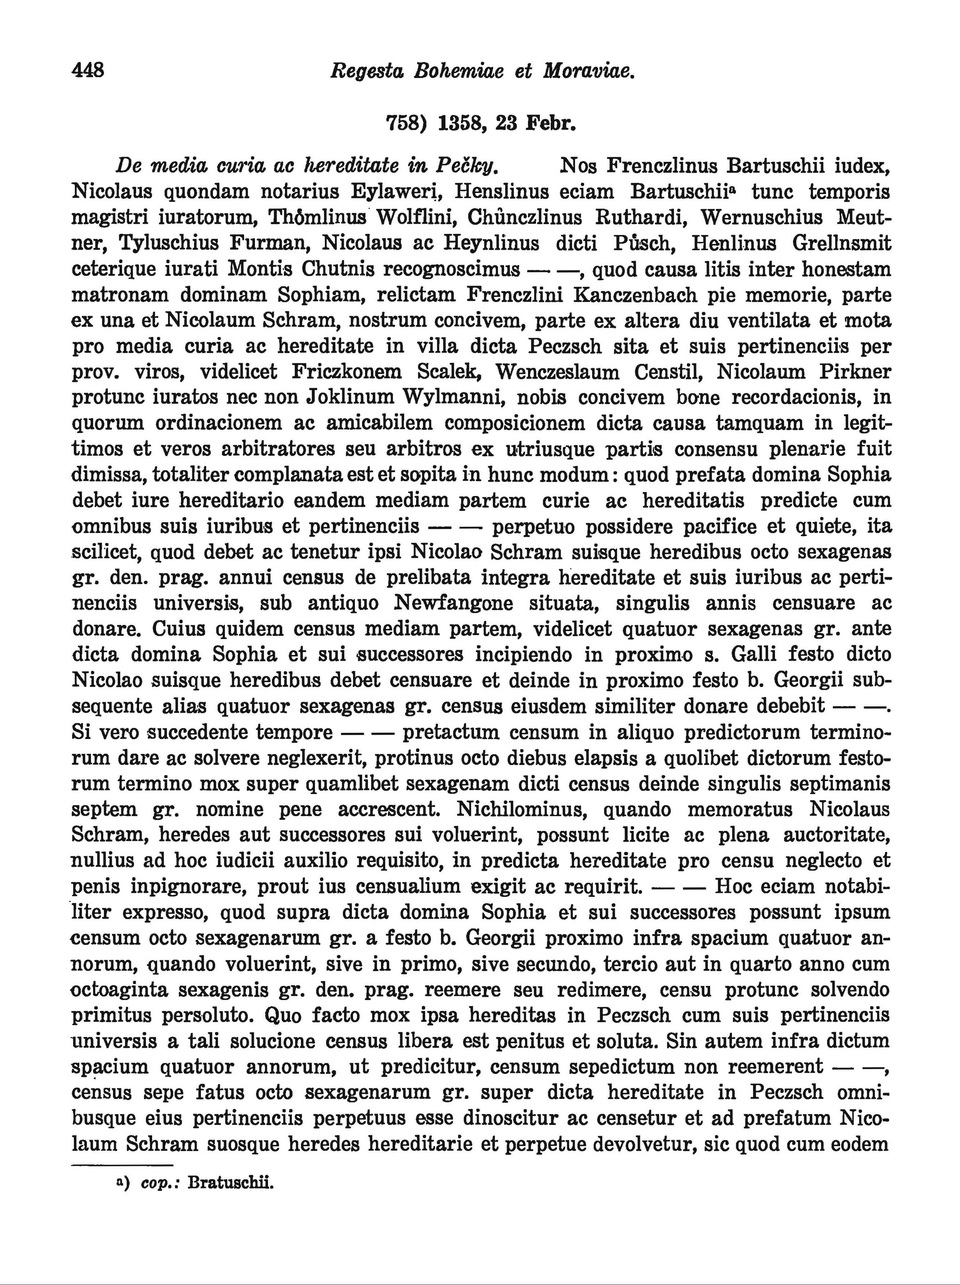 448 Regesta Bohemiae et Moraviae.
758) 1358, 23 Febr.
De media curia ac hereditate in Pečky. Nos Frenczlinus Bartuschii iudex,
Nicolaus quondam notarius Eylaweri, Henslinus eciam Bartuschiiᵃ tunc temporis
magistri iuratorum, Thômlinus Wolflini, Chûnczlinus Ruthardi, Wernuschius Meut-
ner, Tyluschius Furman, Nicolaus ac Heynlinus dicti Půsch, Henlinus Grellnsmit
ceterique iurati Montis Chutnis recognoscimus — —, quod causa litis inter honestam
matronam dominam Sophiam, relictam Frenczlini Kanczenbach pie memorie, parte
ex una et Nicolaum Schram, nostrum concivem, parte ex altera diu ventilata et mota
pro media curia ac hereditate in villa dicta Peczsch sita et suis pertinenciis per
prov. viros, videlicet Friczkonem Scalek, Wenczeslaum Censtil, Nicolaum Pirkner
protunc iuratos nec non Joklinum Wylmanni, nobis concivem bone recordacionis, in
quorum ordinacionem ac amicabilem composicionem dicta causa tamquam in legit-
timos et veros arbitratores seu arbitros ex utriusque partis consensu plenarie fuit
dimissa, totaliter complanata est et sopita in hunc modum: quod prefata domina Sophia
debet iure hereditario eandem mediam partem curie ac hereditatis predicte cum
omnibus suis iuribus et pertinenciis — — perpetuo possidere pacifice et quiete, ita
scilicet, quod debet ac tenetur ipsi Nicolao Schram suisque heredibus octo sexagenas
gr. den. prag. annui census de prelibata integra hereditate et suis iuribus ac perti-
nenciis universis, sub antiquo Newfangone situata, singulis annis censuare ac
donare. Cuius quidem census mediam partem, videlicet quatuor sexagenas gr. ante
dicta domina Sophia et sui successores incipiendo in proximo s. Galli festo dicto
Nicolao suisque heredibus debet censuare et deinde in proximo festo b. Georgii sub-
sequente alias quatuor sexagenas gr. census eiusdem similiter donare debebit — —.
Si vero succedente tempore — — pretactum censum in aliquo predictorum termino-
rum dare ac solvere neglexerit, protinus octo diebus elapsis a quolibet dictorum festo-
rum termino mox super quamlibet sexagenam dicti census deinde singulis septimanis
septem gr. nomine pene accrescent. Nichilominus, quando memoratus Nicolaus
Schram, heredes aut successores sui voluerint, possunt licite ac plena auctoritate,
nullius ad hoc iudicii auxilio requisito, in predicta hereditate pro censu neglecto et
penis inpignorare, prout ius censualium exigit ac requirit. — — Hoc eciam notabi-
liter expresso, quod supra dicta domina Sophia et sui successores possunt ipsum
censum octo sexagenarum gr. a festo b. Georgii proximo infra spacium quatuor an-
norum, quando voluerint, sive in primo, sive secundo, tercio aut in quarto anno cum
octoaginta sexagenis gr. den. prag. reemere seu redimere, censu protunc solvendo
primitus persoluto. Quo facto mox ipsa hereditas in Peczsch cum suis pertinenciis
universis a tali solucione census libera est penitus et soluta. Sin autem infra dictum
spacium quatuor annorum, ut predicitur, censum sepedictum non reemerent — —,
census sepe fatus octo sexagenarum gr. super dicta hereditate in Peczsch omni-
busque eius pertinenciis perpetuus esse dinoscitur ac censetur et ad prefatum Nico-
laum Schram suosque heredes hereditarie et perpetue devolvetur, sic quod cum eodem
ᵃ) cop.: Bratuschii.